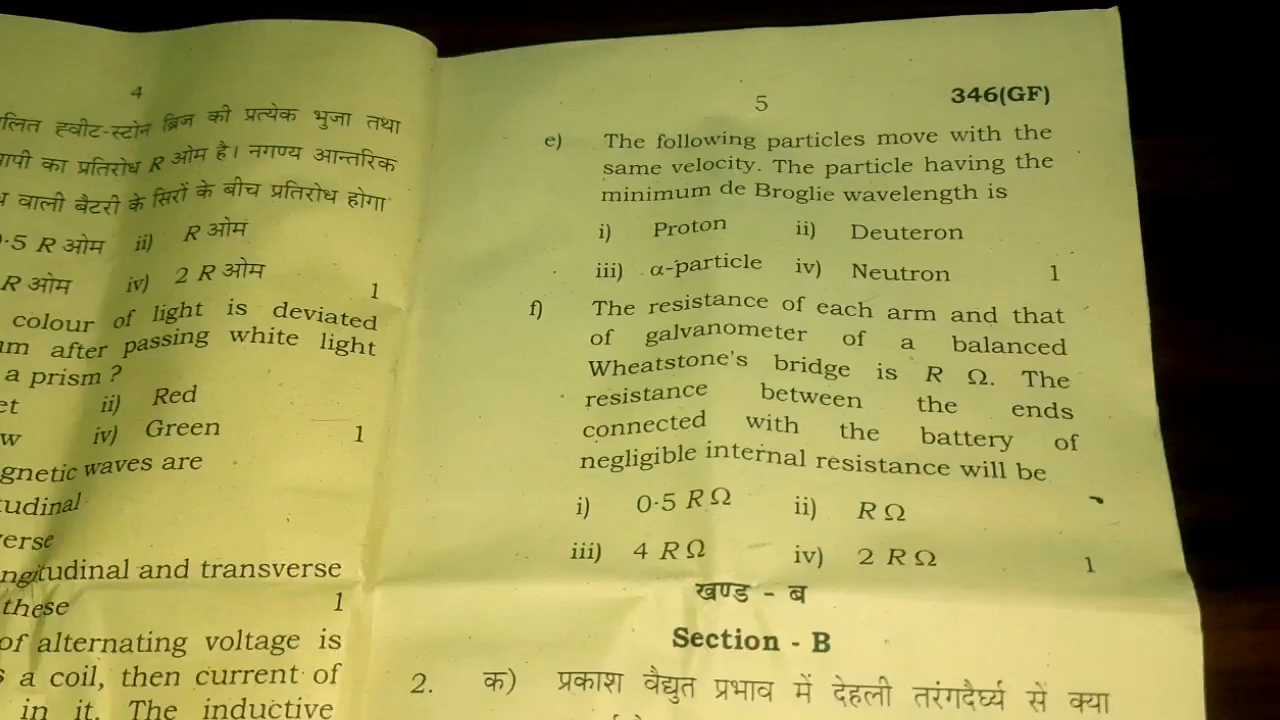 4
लित ह्वीट-स्टोन ब्रिज की प्रत्येक भुजा तथा
का प्रतिरोध R ओम है। नगण्य आन्तरिक
वाली बैटरी के सिरों के बीच प्रतिरोध होगा
·5 R ओम ii) R ओम
R ओम iv) 2 R ओम 1
colour of light is deviated
after passing white light
a prism ?
ii) Red
iv) Green 1
gnetic waves are
tudinal
erse
ngitudinal and transverse
these 1
of alternating voltage is
a coil, then current of
in it. The inductive
5 346(GF)
e) The following particles move with the
same velocity. The particle having the
minimum de Broglie wavelength is
i) Proton ii) Deuteron
iii) α-particle iv) Neutron 1
f) The resistance of each arm and that
of galvanometer of a balanced
Wheatstone's bridge is R Ω. The
resistance between the ends
connected with the battery of
negligible internal resistance will be
i) 0·5 R Ω ii) R Ω
iii) 4 R Ω iv) 2 R Ω 1
खण्ड - ब
Section - B
2. क) प्रकाश वैद्युत प्रभाव में देहली तरंगदैर्घ्य सें क्या